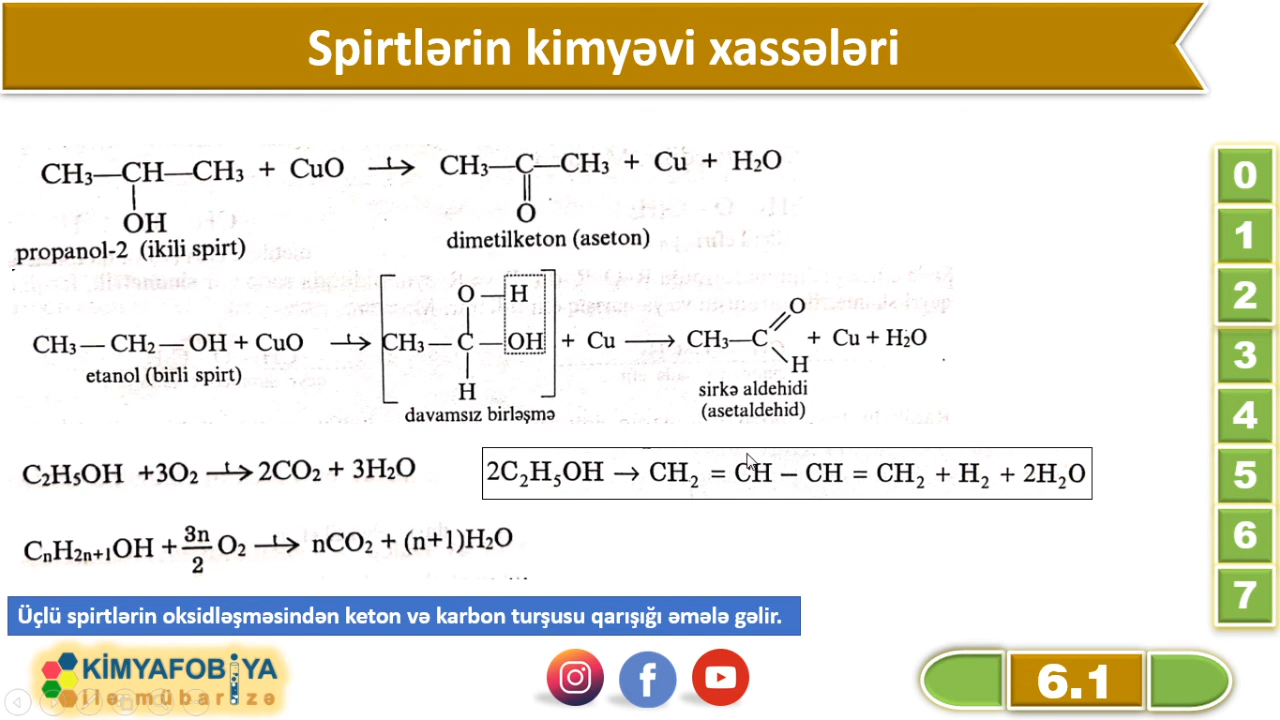 Spirtlərin kimyəvi xassələri
CH₃—CH—CH₃ + CuO —t→ CH₃—C—CH₃ + Cu + H₂O
OH
O
propanol-2 (ikili spirt)
dimetilketon (aseton)
O—H
O
CH₃—CH₂—OH + CuO —t→ CH₃—C—OH + Cu → CH₃—C + Cu + H₂O
H
H
etanol (birli spirt)
davamsız birləşmə
sirkə aldehidi
(asetaldehid)
C₂H₅OH +3O₂ —t→ 2CO₂ + 3H₂O
2C₂H₅OH → CH₂ = CH – CH = CH₂ + H₂ + 2H₂O
CₙH₂ₙ₊₁OH + 3n/2 O₂ —t→ nCO₂ + (n+1)H₂O
Üçlü spirtlərin oksidləşməsindən keton və karbon turşusu qarışığı əmələ gəlir.
KİMYAFOBİYA
ilə mübarizə
6.1
0
1
2
3
4
5
6
7